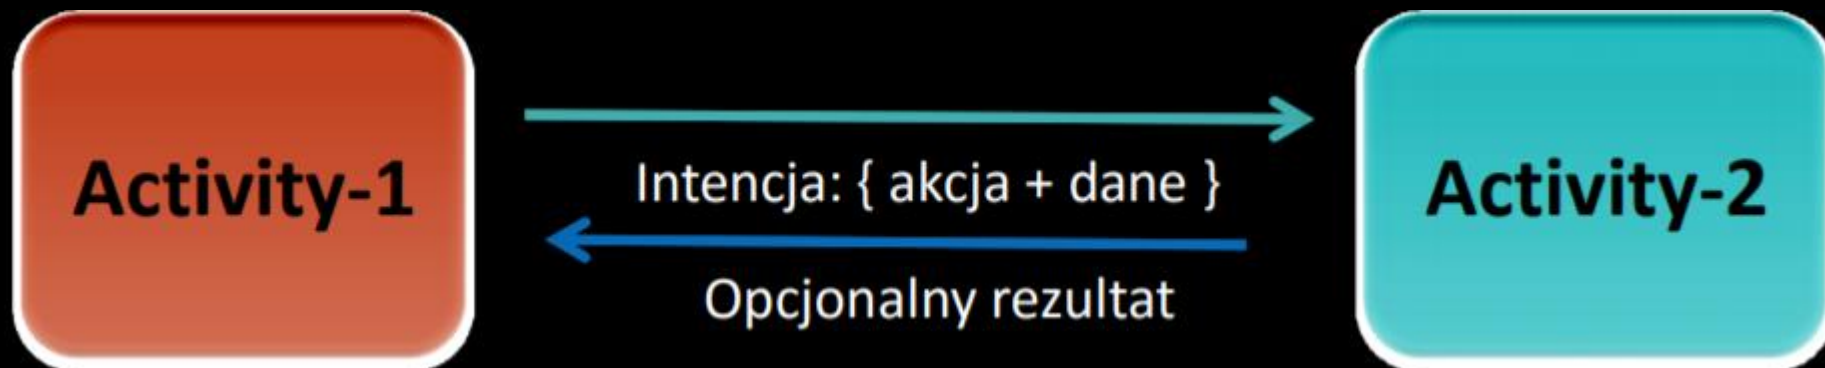 Activity-1
Intencja: { akcja + dane }
Opcjonalny rezultat
Activity-2